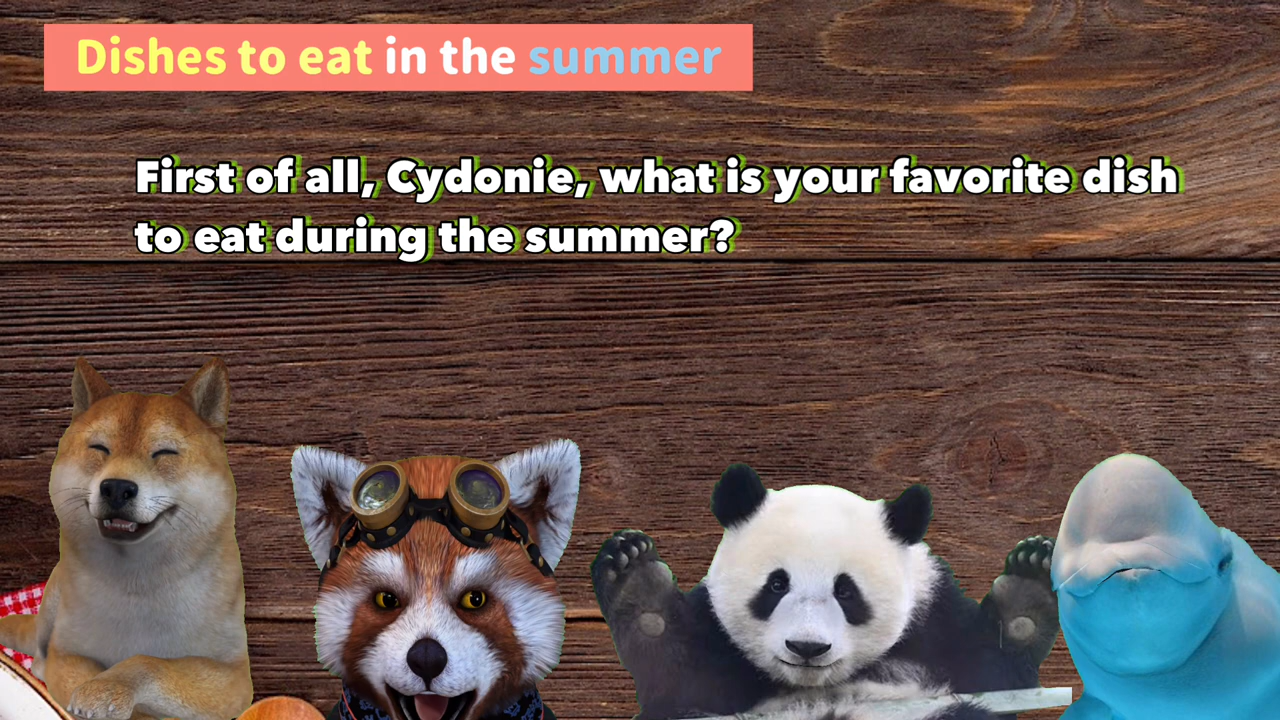 Dishes to eat in the summer
First of all, Cydonie, what is your favorite dish
to eat during the summer?